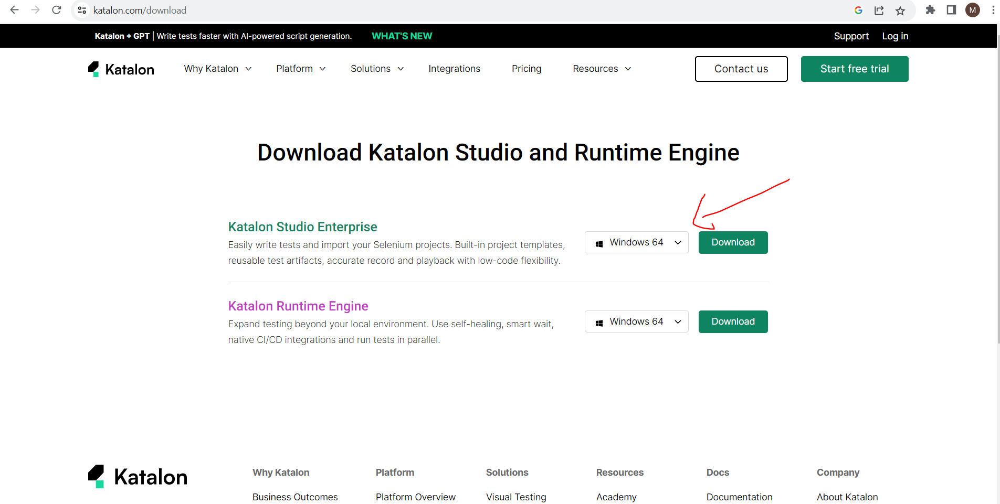 katalon.com/download
M
Katalon + GPT | Write tests faster with AI-powered script generation. WHAT'S NEW Support Log in
Katalon Why Katalon Platform Solutions Integrations Pricing Resources Contact us Start free trial
Download Katalon Studio and Runtime Engine
Katalon Studio Enterprise
Easily write tests and import your Selenium projects. Built-in project templates,
reusable test artifacts, accurate record and playback with low-code flexibility.
Windows 64 Download
Katalon Runtime Engine
Expand testing beyond your local environment. Use self-healing, smart wait,
native CI/CD integrations and run tests in parallel.
Windows 64 Download
Katalon
Why Katalon Platform Solutions Resources Docs Company
Business Outcomes Platform Overview Visual Testing Academy Documentation About Katalon